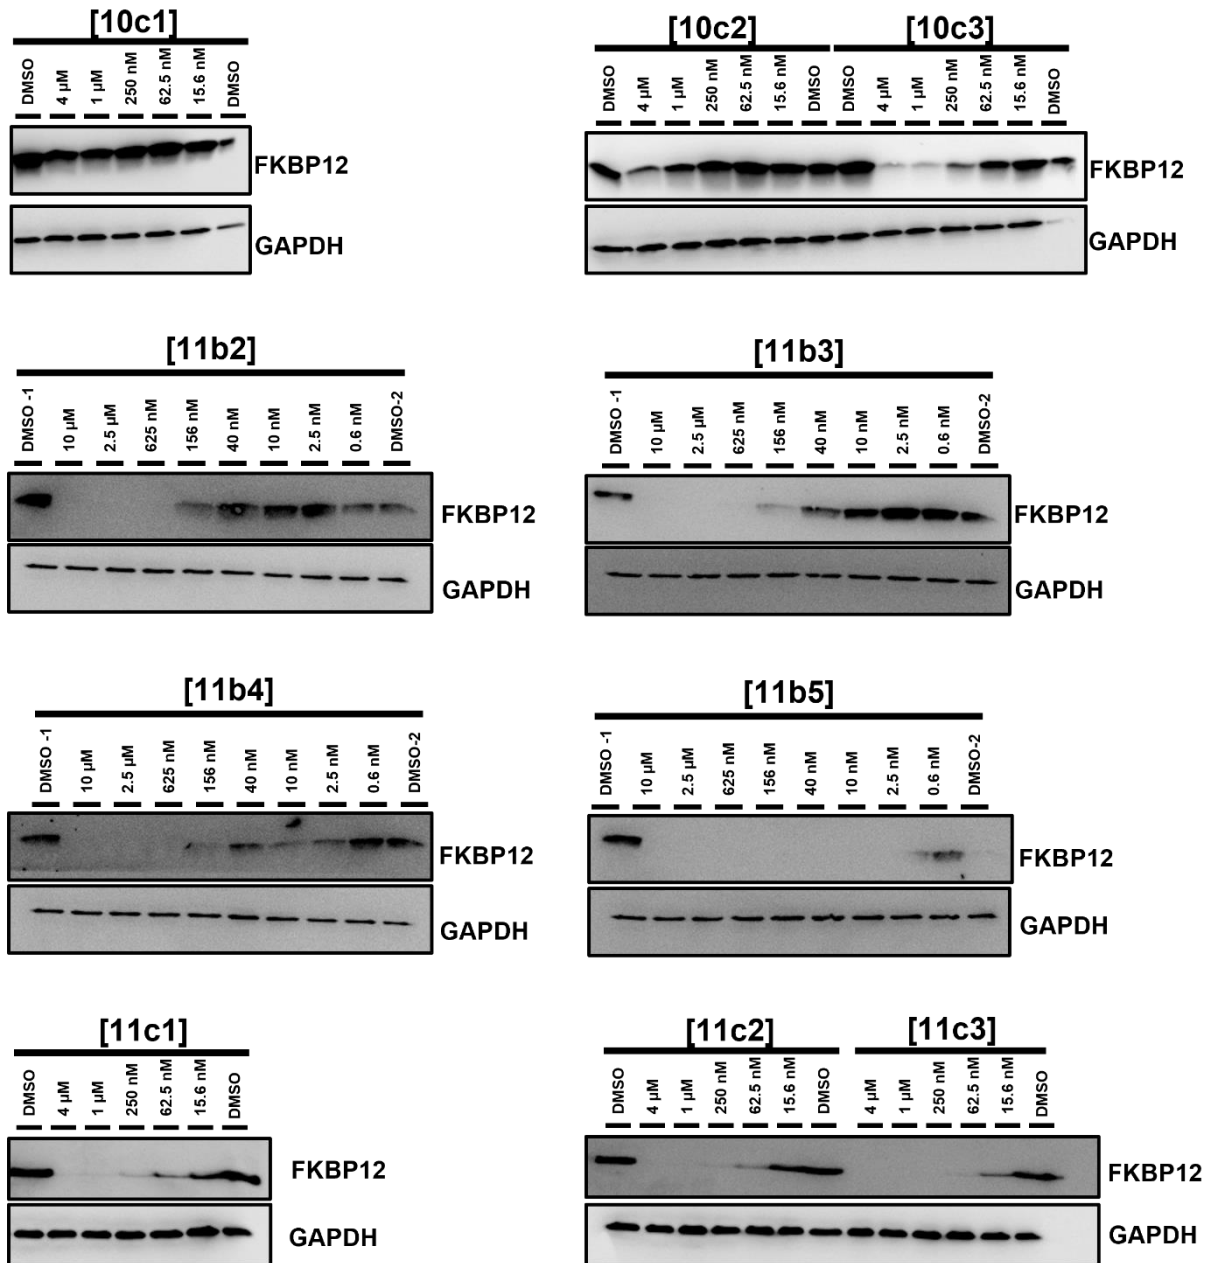 [10c1]
DMSO 4 µM 1 µM 250 nM 62.5 nM 15.6 nM DMSO
FKBP12
GAPDH
[10c2] [10c3]
DMSO 4 µM 1 µM 250 nM 62.5 nM 15.6 nM DMSO DMSO 4 µM 1 µM 250 nM 62.5 nM 15.6 nM DMSO
FKBP12
GAPDH
[11b2]
DMSO -1 10 µM 2.5 µM 625 nM 156 nM 40 nM 10 nM 2.5 nM 0.6 nM DMSO-2
FKBP12
GAPDH
[11b3]
DMSO -1 10 µM 2.5 µM 625 nM 156 nM 40 nM 10 nM 2.5 nM 0.6 nM DMSO-2
FKBP12
GAPDH
[11b4]
DMSO -1 10 µM 2.5 µM 625 nM 156 nM 40 nM 10 nM 2.5 nM 0.6 nM DMSO-2
FKBP12
GAPDH
[11b5]
DMSO -1 10 µM 2.5 µM 625 nM 156 nM 40 nM 10 nM 2.5 nM 0.6 nM DMSO-2
FKBP12
GAPDH
[11c1]
DMSO 4 µM 1 µM 250 nM 62.5 nM 15.6 nM DMSO
FKBP12
GAPDH
[11c2] [11c3]
DMSO 4 µM 1 µM 250 nM 62.5 nM 15.6 nM DMSO 4 µM 1 µM 250 nM 62.5 nM 15.6 nM DMSO
FKBP12
GAPDH